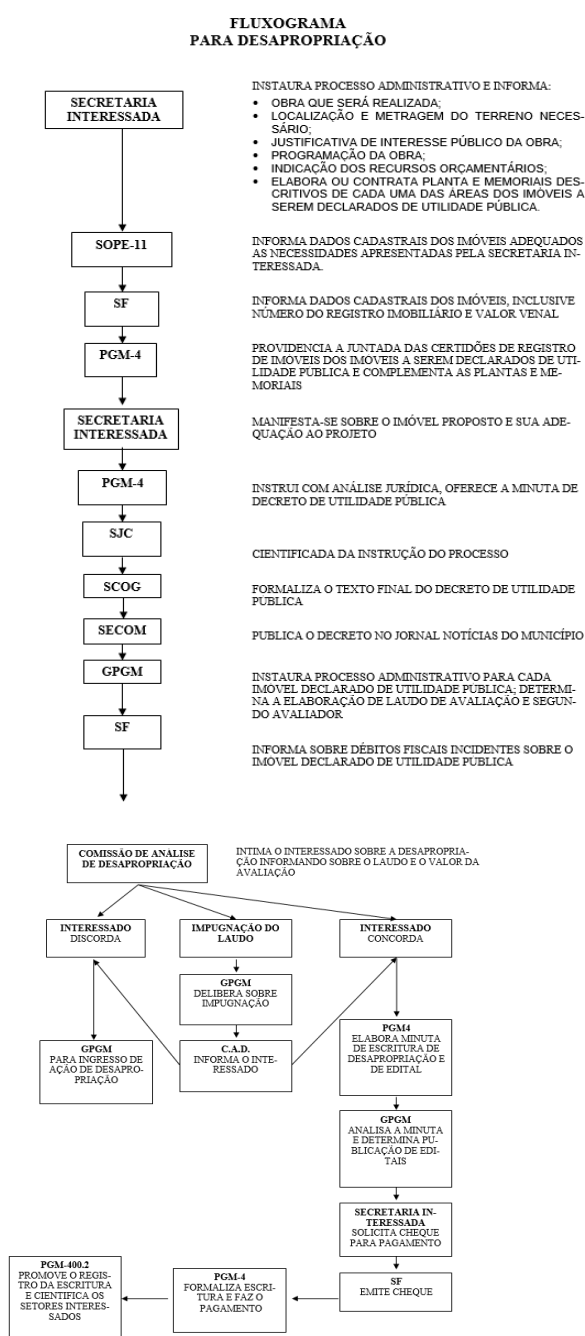 FLUXOGRAMA
PARA DESAPROPRIAÇÃO
SECRETARIA
INTERESSADA
INSTAURA PROCESSO ADMINISTRATIVO E INFORMA:
• OBRA QUE SERÁ REALIZADA;
• LOCALIZAÇÃO E METRAGEM DO TERRENO NECES-
SÁRIO;
• JUSTIFICATIVA DE INTERESSE PÚBLICO DA OBRA;
• PROGRAMAÇÃO DA OBRA;
• INDICAÇÃO DOS RECURSOS ORÇAMENTÁRIOS;
• ELABORA OU CONTRATA PLANTA E MEMORIAIS DES-
CRITIVOS DE CADA UMA DAS ÁREAS DOS IMÓVEIS A
SEREM DECLARADOS DE UTILIDADE PÚBLICA.
SOPE-11
INFORMA DADOS CADASTRAIS DOS IMÓVEIS ADEQUADOS
AS NECESSIDADES APRESENTADAS PELA SECRETARIA IN-
TERESSADA.
SF
INFORMA DADOS CADASTRAIS DOS IMÓVEIS, INCLUSIVE
NÚMERO DO REGISTRO IMOBILIÁRIO E VALOR VENAL
PGM-4
PROVIDENCIA A JUNTADA DAS CERTIDÕES DE REGISTRO
DE IMÓVEIS DOS IMÓVEIS A SEREM DECLARADOS DE UTI-
LIDADE PÚBLICA E COMPLEMENTA AS PLANTAS E ME-
MORIAIS
SECRETARIA
INTERESSADA
MANIFESTA-SE SOBRE O IMÓVEL PROPOSTO E SUA ADE-
QUAÇÃO AO PROJETO
PGM-4
INSTRUI COM ANÁLISE JURÍDICA, OFERECE A MINUTA DE
DECRETO DE UTILIDADE PÚBLICA
SJC
CIENTIFICADA DA INSTRUÇÃO DO PROCESSO
SCOG
FORMALIZA O TEXTO FINAL DO DECRETO DE UTILIDADE
PÚBLICA
SECOM
PUBLICA O DECRETO NO JORNAL NOTÍCIAS DO MUNICÍPIO
GPGM
INSTAURA PROCESSO ADMINISTRATIVO PARA CADA
IMÓVEL DECLARADO DE UTILIDADE PÚBLICA; DETERMI-
NA A ELABORAÇÃO DE LAUDO DE AVALIAÇÃO E SEGUN-
DO AVALIADOR
SF
INFORMA SOBRE DÉBITOS FISCAIS INCIDENTES SOBRE O
IMÓVEL DECLARADO DE UTILIDADE PÚBLICA
COMISSÃO DE ANÁLISE
DE DESAPROPRIAÇÃO
INTIMA O INTERESSADO SOBRE A DESAPROPRIA-
ÇÃO INFORMANDO SOBRE O LAUDO E O VALOR DA
AVALIAÇÃO
INTERESSADO
DISCORDA
IMPUGNAÇÃO DO
LAUDO
INTERESSADO
CONCORDA
GPGM
DELIBERA SOBRE
IMPUGNAÇÃO
GPGM
PARA INGRESSO DE
AÇÃO DE DESAPRO-
PRIAÇÃO
C.A.D.
INFORMA O INTE-
RESSADO
PGM4
ELABORA MINUTA
DE ESCRITURA DE
DESAPROPRIAÇÃO E
DE EDITAL
GPGM
ANALISA A MINUTA
E DETERMINA PU-
BLICAÇÃO DE EDI-
TAIS
SECRETARIA IN-
TERESSADA
SOLICITA CHEQUE
PARA PAGAMENTO
SF
EMITE CHEQUE
PGM-4
FORMALIZA ESCRI-
TURA E FAZ O
PAGAMENTO
PGM-400.2
PROMOVE O REGIS-
TRO DA ESCRITURA
E CIENTIFICA OS
SETORES INTERES-
SADOS